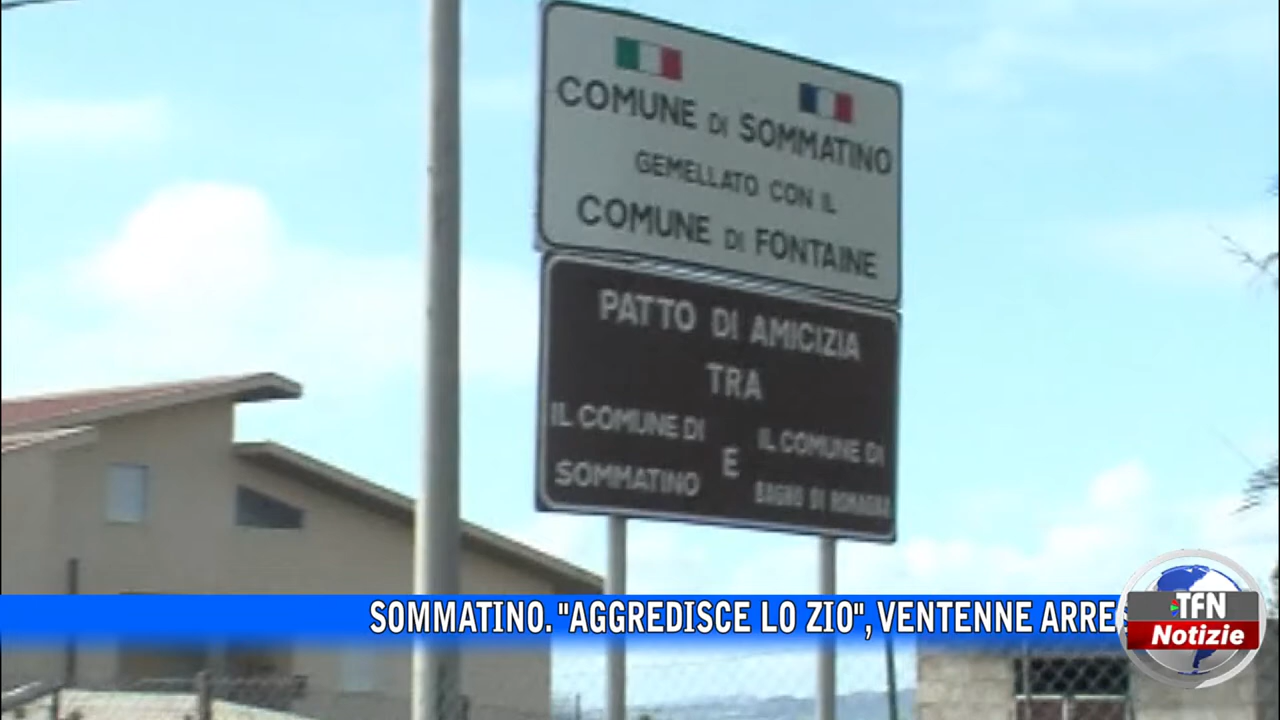 COMUNE DI SOMMATINO
GEMELLATO CON IL
COMUNE DI FONTAINE
PATTO DI AMICIZIA
TRA
IL COMUNE DI
SOMMATINO
E
IL COMUNE DI
BAGNO DI ROMAGNA
SOMMATINO. "AGGREDISCE LO ZIO", VENTENNE ARRE
TFN
Notizie